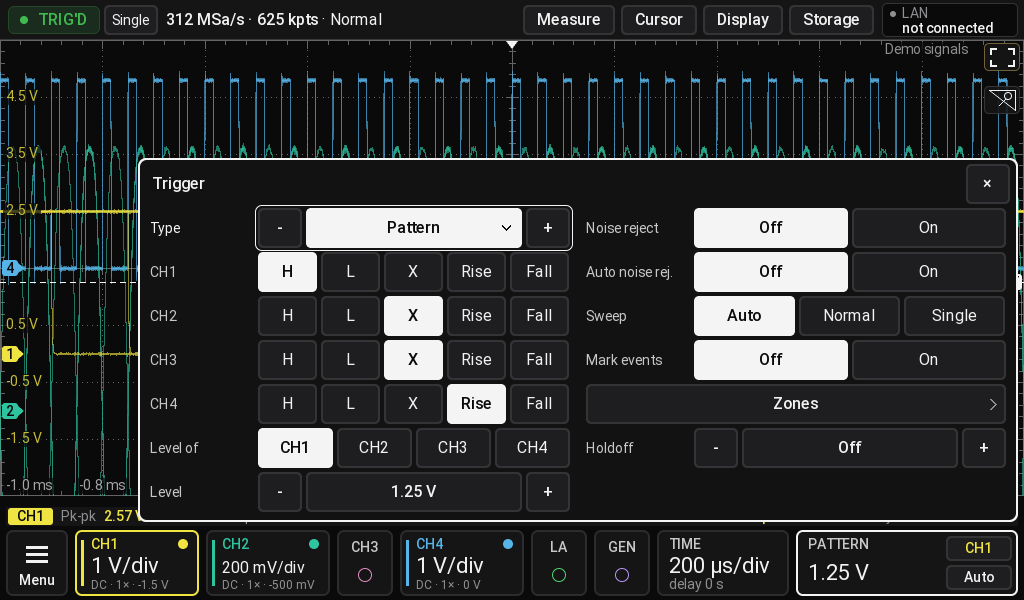 TRIG'D Single 312 MSa/s · 625 kpts · Normal Measure Cursor Display Storage LAN
not connected
Demo signals
4.5 V
3.5 V
2.5 V
4
0.5 V
1
-0.5 V
2
-1.5 V
-1.0 ms -0.8 ms
Trigger ×
Type - Pattern + Noise reject Off On
CH1 H L X Rise Fall Auto noise rej. Off On
CH2 H L X Rise Fall Sweep Auto Normal Single
CH3 H L X Rise Fall Mark events Off On
CH4 H L X Rise Fall Zones
Level of CH1 CH2 CH3 CH4 Holdoff - Off +
Level - 1.25 V +
CH1 Pk-pk 2.57 V
Menu
CH1
1 V/div
DC · 1× · -1.5 V
CH2
200 mV/div
DC · 1× · -500 mV
CH3
CH4
1 V/div
DC · 1× · 0 V
LA
GEN
TIME
200 µs/div
delay 0 s
PATTERN
1.25 V
CH1
Auto